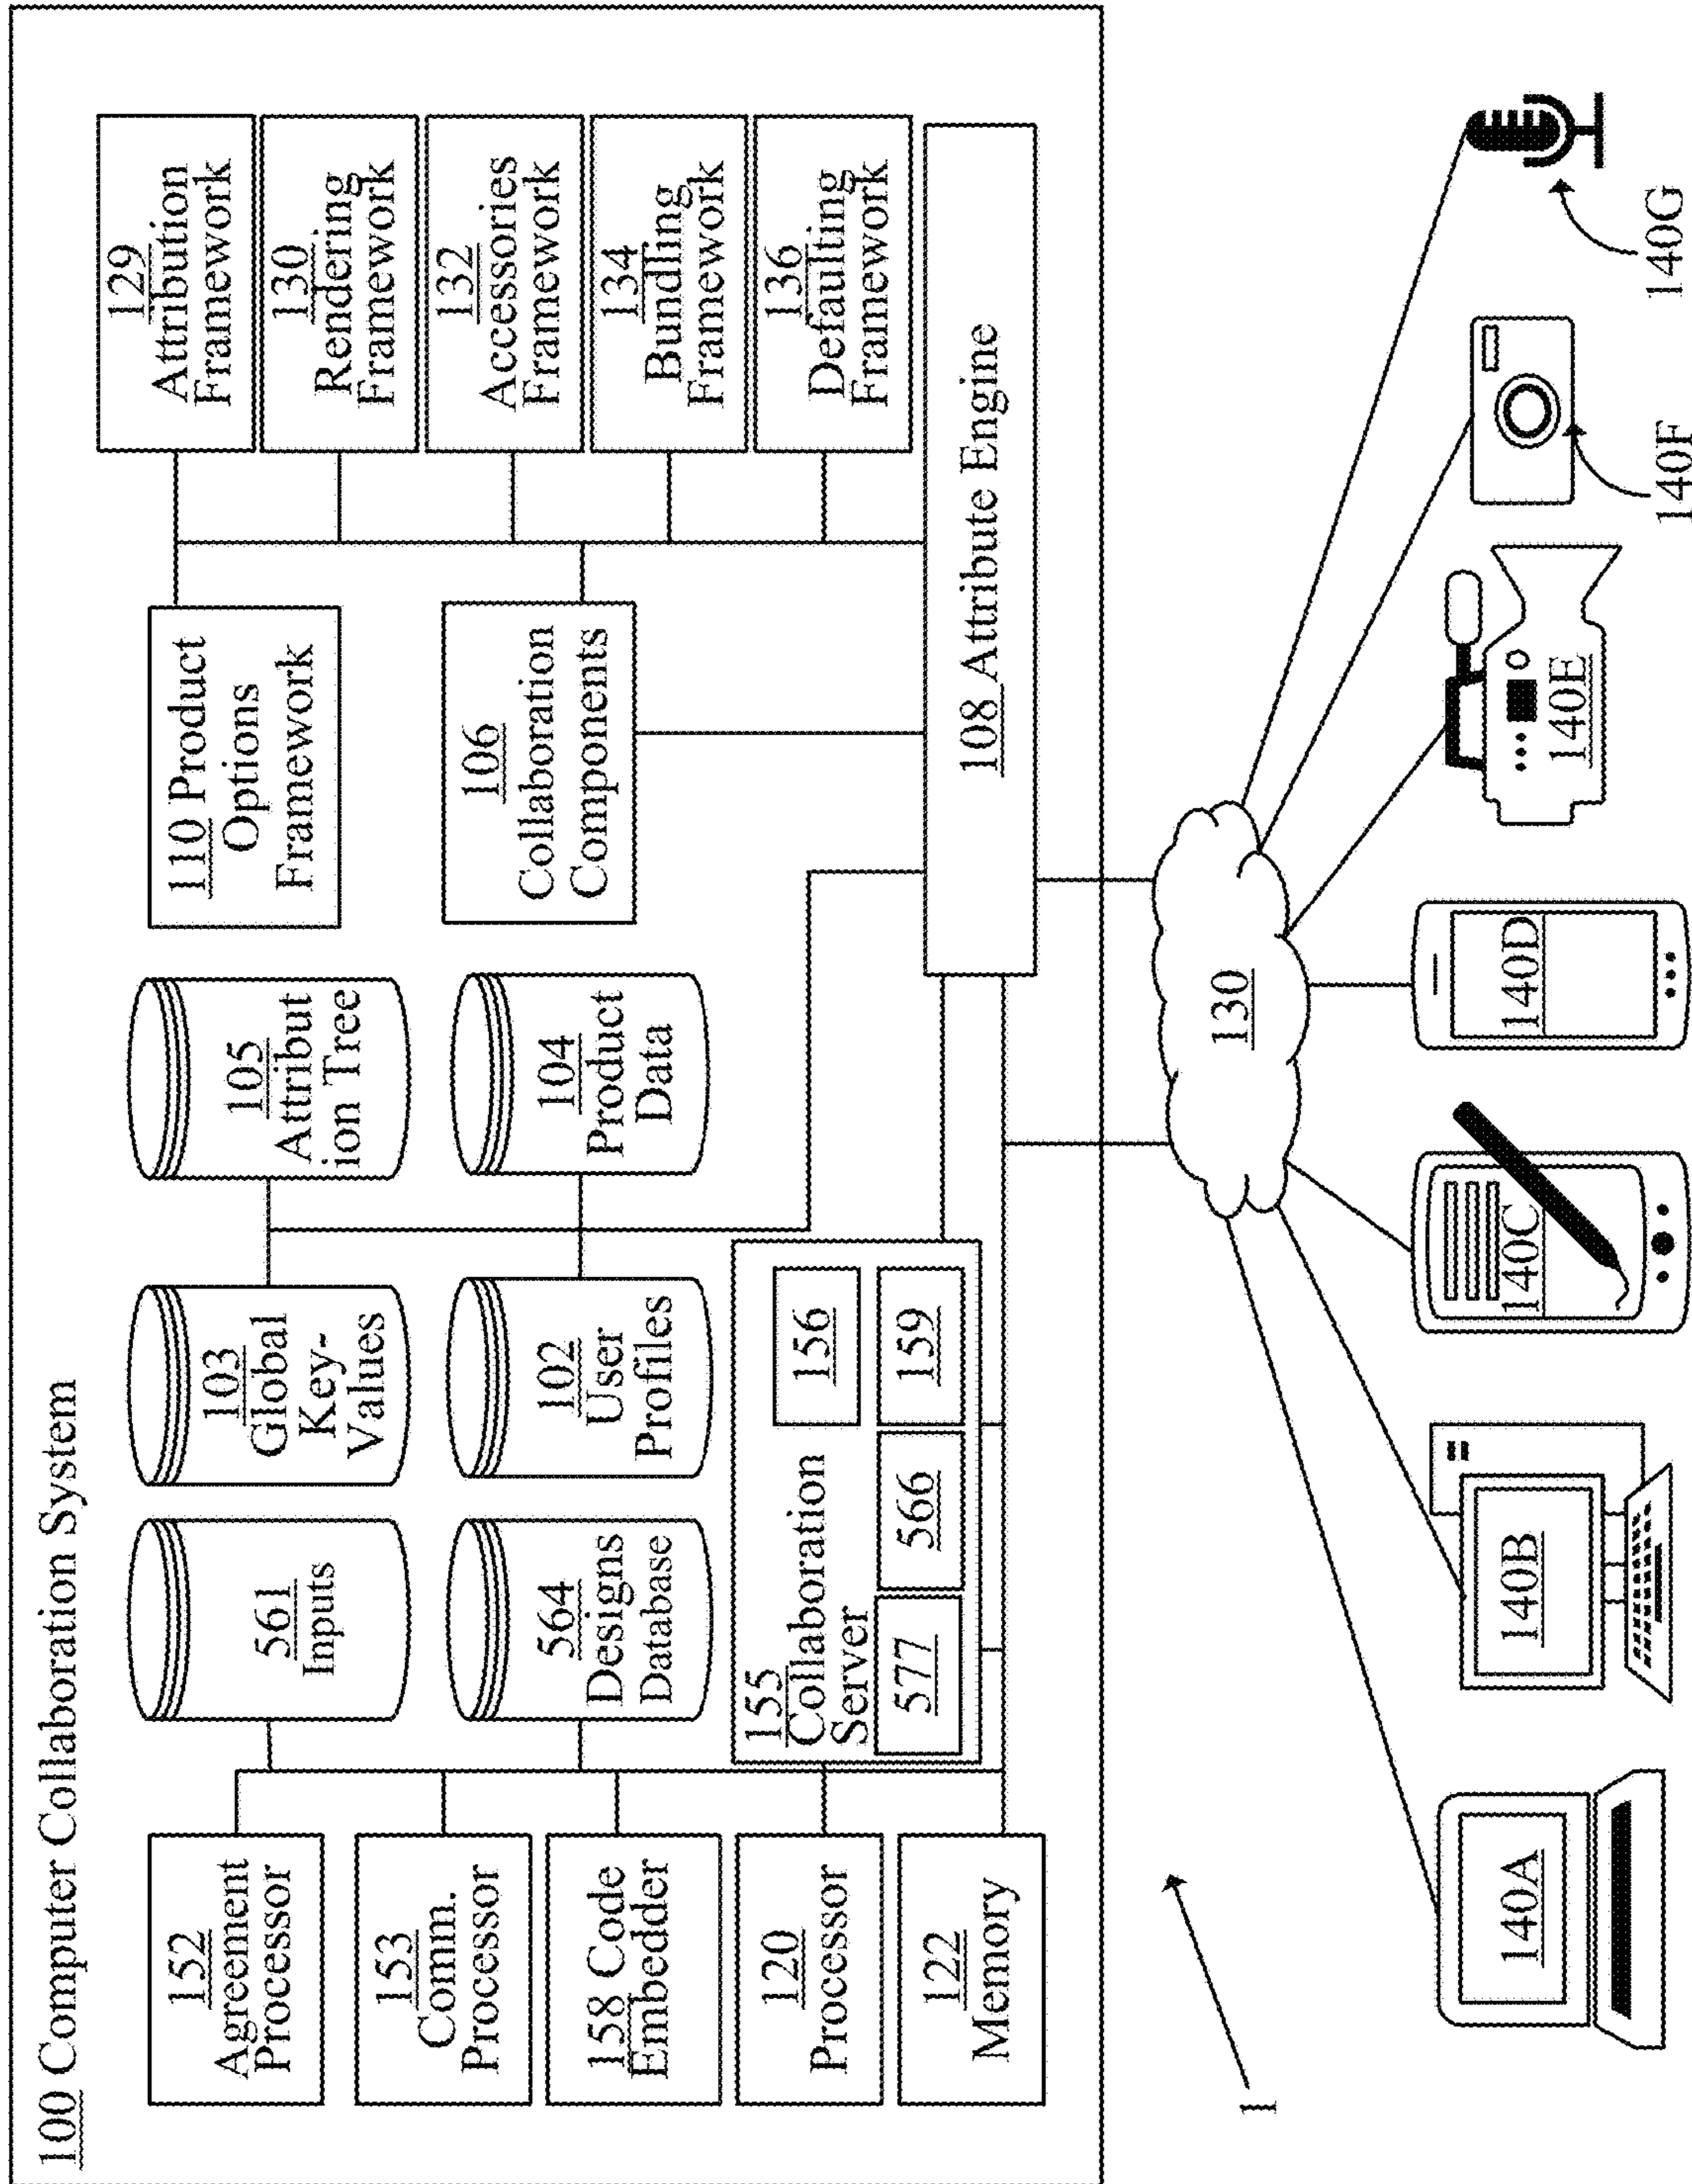 100 Computer Collaboration System
152
Agreement
Processor
153
Comm.
Processor
158 Code
Embedder
120
Processor
122
Memory
561
Inputs
564
Designs
Database
103
Global
Key-
Values
102
User
Profiles
105
Attribut
ion Tree
104
Product
Data
155
Collaboration
Server
577
566
156
159
110 Product
Options
Framework
106
Collaboration
Components
129
Attribution
Framework
130
Rendering
Framework
132
Accessories
Framework
134
Bundling
Framework
136
Defaulting
Framework
108 Attribute Engine
130
1
140A
140B
140C
140D
140E
140F
140G